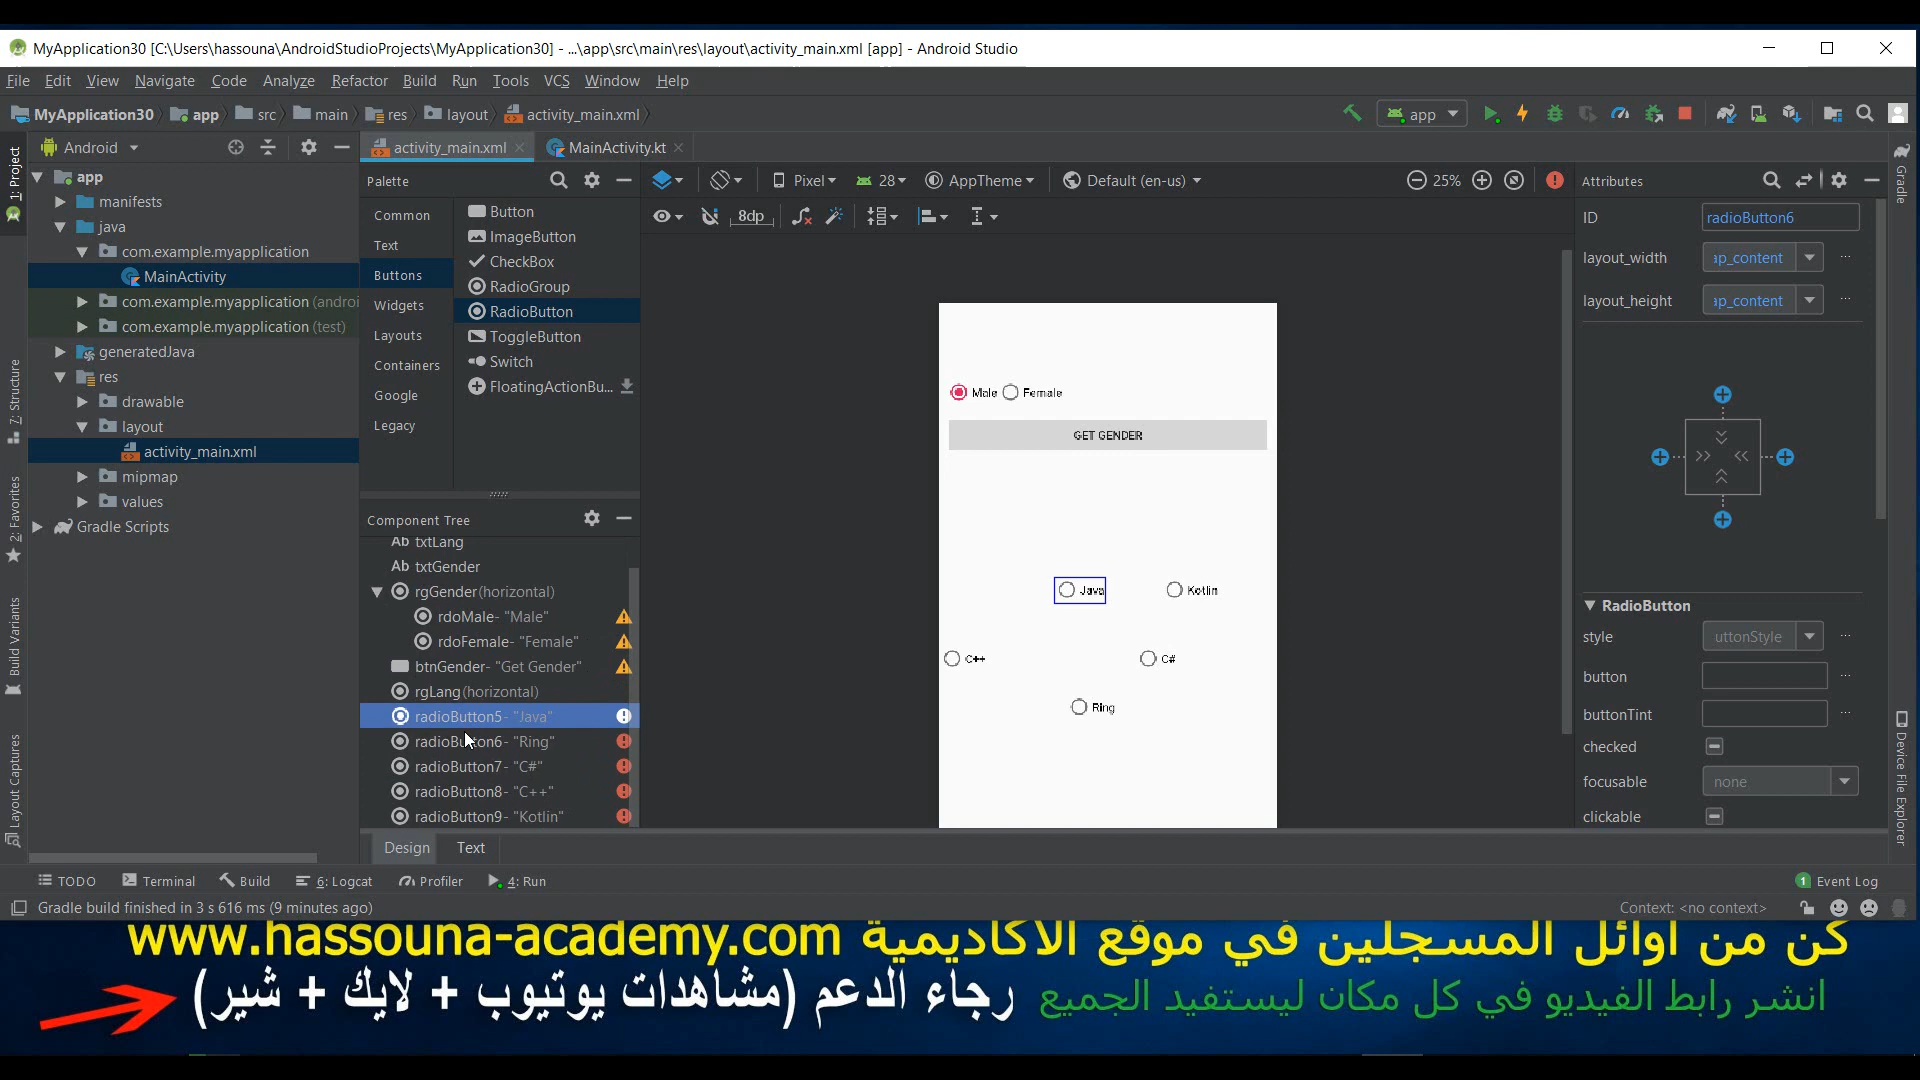 MyApplication30 [C:\Users\hassouna\AndroidStudioProjects\MyApplication30] - ...\app\src\main\res\layout\activity_main.xml [app] - Android Studio
File Edit View Navigate Code Analyze Refactor Build Run Tools VCS Window Help
MyApplication30 app src main res layout activity_main.xml app
Android
activity_main.xml MainActivity.kt
1: Project
7: Structure
2: Favorites
Build Variants
Layout Captures
app
manifests
java
com.example.myapplication
MainActivity
com.example.myapplication (androi
com.example.myapplication (test)
generatedJava
res
drawable
layout
activity_main.xml
mipmap
values
Gradle Scripts
Palette
Common
Text
Buttons
Widgets
Layouts
Containers
Google
Legacy
Button
ImageButton
CheckBox
RadioGroup
RadioButton
ToggleButton
Switch
FloatingActionBu...
Component Tree
Ab txtLang
Ab txtGender
rgGender(horizontal)
rdoMale- "Male"
rdoFemale- "Female"
btnGender- "Get Gender"
rgLang(horizontal)
radioButton5- "Java"
radioButton6- "Ring"
radioButton7- "C#"
radioButton8- "C++"
radioButton9- "Kotlin"
Pixel 28 AppTheme Default (en-us) 25%
8dp
Male Female
GET GENDER
Java Kotlin
C++ C#
Ring
Attributes
ID radioButton6
layout_width ap_content ...
layout_height ap_content ...
RadioButton
style uttonStyle ...
button ...
buttonTint ...
checked
focusable none
clickable
Gradle
Device File Explorer
Design Text
TODO Terminal Build 6: Logcat Profiler 4: Run 1 Event Log
Gradle build finished in 3 s 616 ms (9 minutes ago) Context: <no context>
كن من اوائل المسجلين في موقع الاكاديمية www.hassouna-academy.com
انشر رابط الفيديو في كل مكان ليستفيد الجميع رجاء الدعم (مشاهدات يوتيوب + لايك + شير)